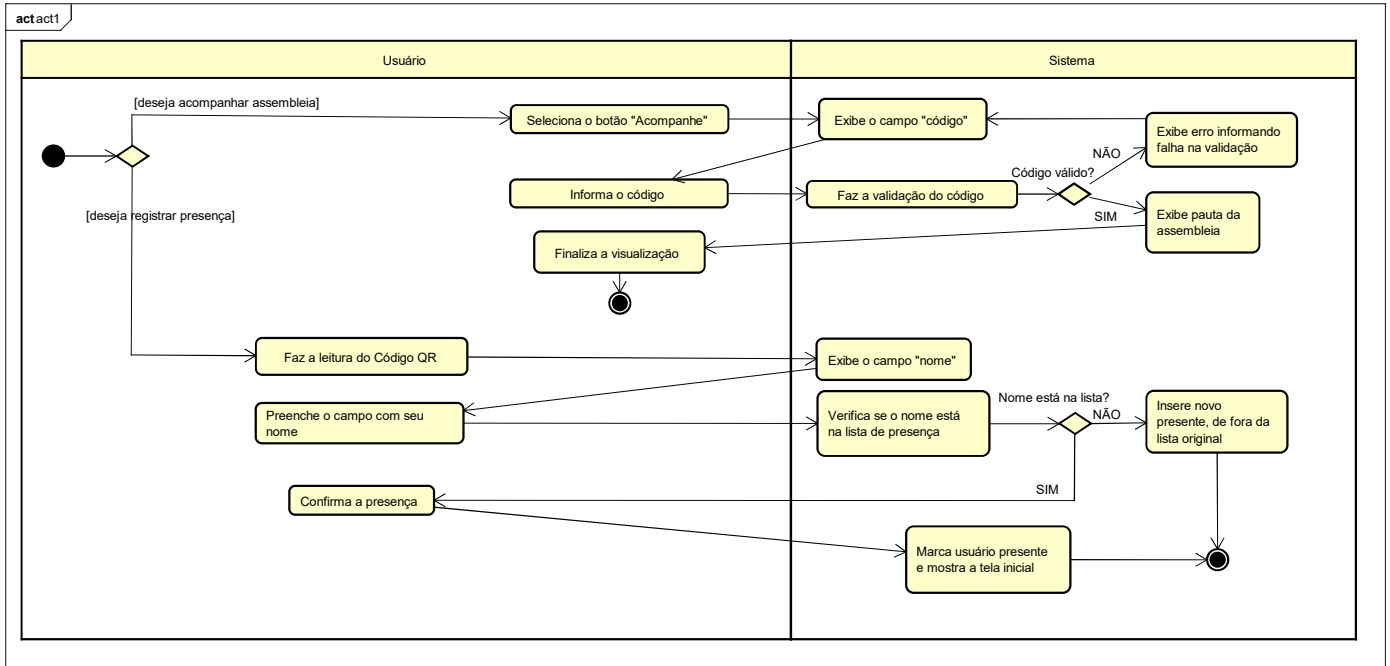 act act1
Usuário
Sistema
[deseja acompanhar assembleia]
Seleciona o botão "Acompanhe"
Exibe o campo "código"
Exibe erro informando
falha na validação
NÃO
Código válido?
Informa o código
Faz a validação do código
SIM
Exibe pauta da
assembleia
[deseja registrar presença]
Finaliza a visualização
Faz a leitura do Código QR
Exibe o campo "nome"
Preenche o campo com seu
nome
Verifica se o nome está
na lista de presença
Nome está na lista?
NÃO
Insere novo
presente, de fora da
lista original
SIM
Confirma a presença
Marca usuário presente
e mostra a tela inicial